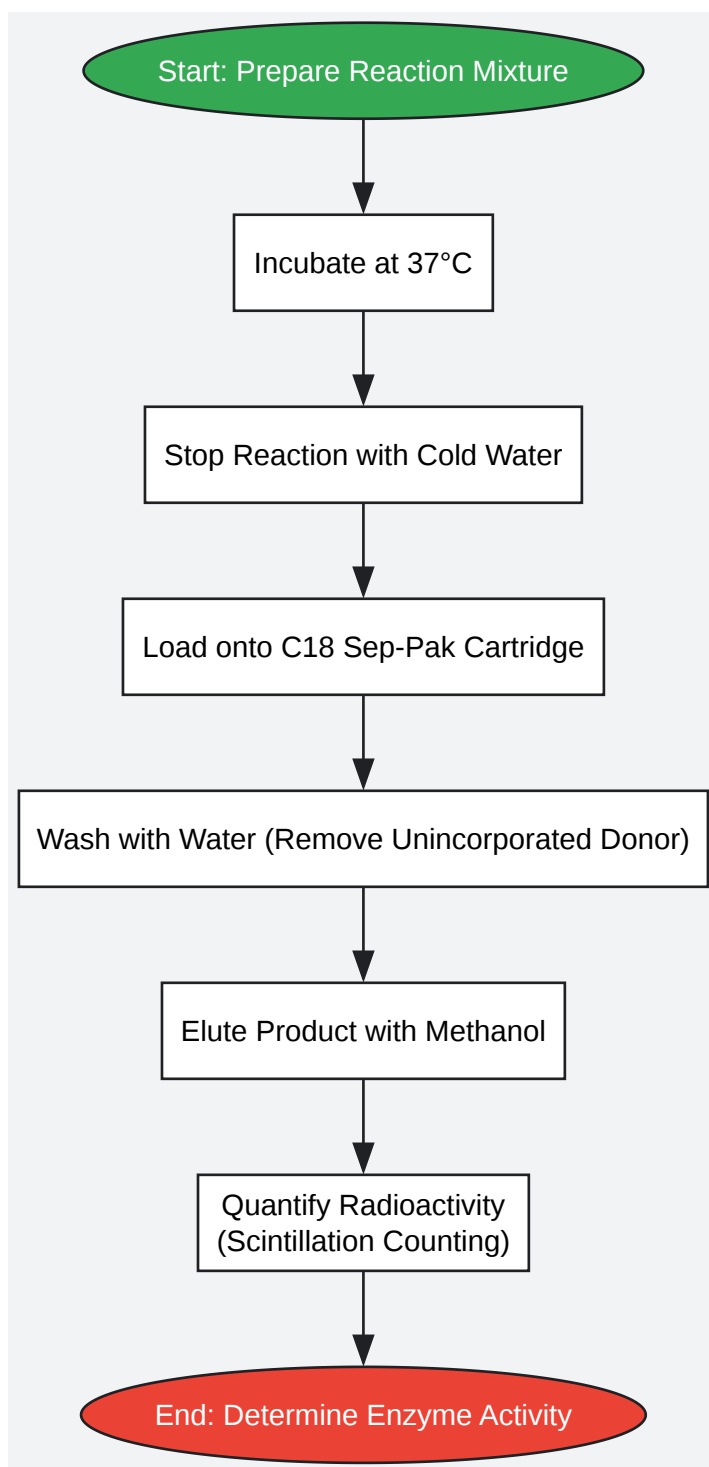 Start: Prepare Reaction Mixture
Incubate at 37°C
Stop Reaction with Cold Water
Load onto C18 Sep-Pak Cartridge
Wash with Water (Remove Unincorporated Donor)
Elute Product with Methanol
Quantify Radioactivity
(Scintillation Counting)
End: Determine Enzyme Activity